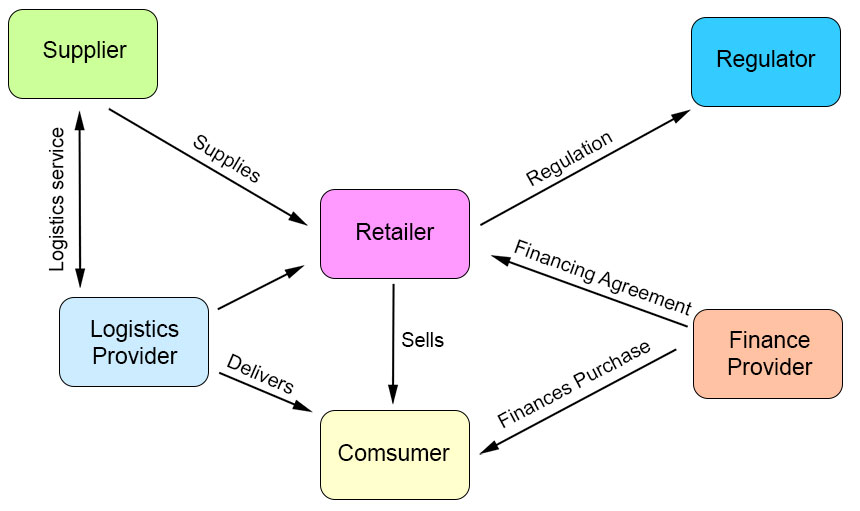 Supplier
Regulator
Logistics service
Supplies
Regulation
Retailer
Financing Agreement
Logistics
Provider
Sells
Finance
Provider
Delivers
Finances Purchase
Comsumer